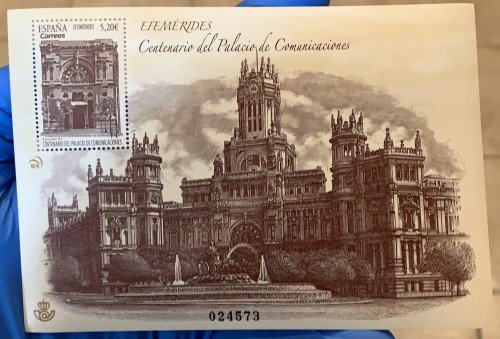 ESPAÑA EFEMÉRIDES 5,20€
Correos
CENTENARIO DEL PALACIO DE COMUNICACIONES
EFEMÉRIDES
Centenario del Palacio de Comunicaciones
024573